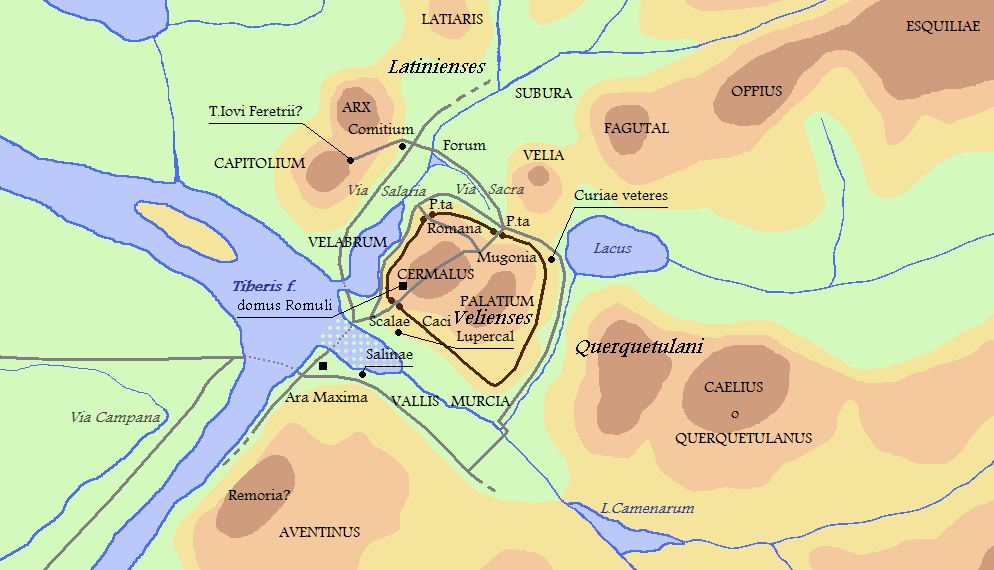 LATIARIS
ESQUILIAE
Latinienses
SUBURA
OPPIUS
T.Iovi Feretrii?
ARX
Comitium
FAGUTAL
Forum
CAPITOLIUM
VELIA
Via Salaria
Via Sacra
Curiae veteres
P.ta
Romana
P.ta
Mugonia
VELABRUM
Lacus
CERMALUS
Tiberis f.
domus Romuli
PALATIUM
Scalae Caci
Velienses
Lupercal
Querquetulani
Salinae
CAELIUS
o
QUERQUETULANUS
Ara Maxima
VALLIS MURCIA
Via Campana
Remoria?
L.Camenarum
AVENTINUS